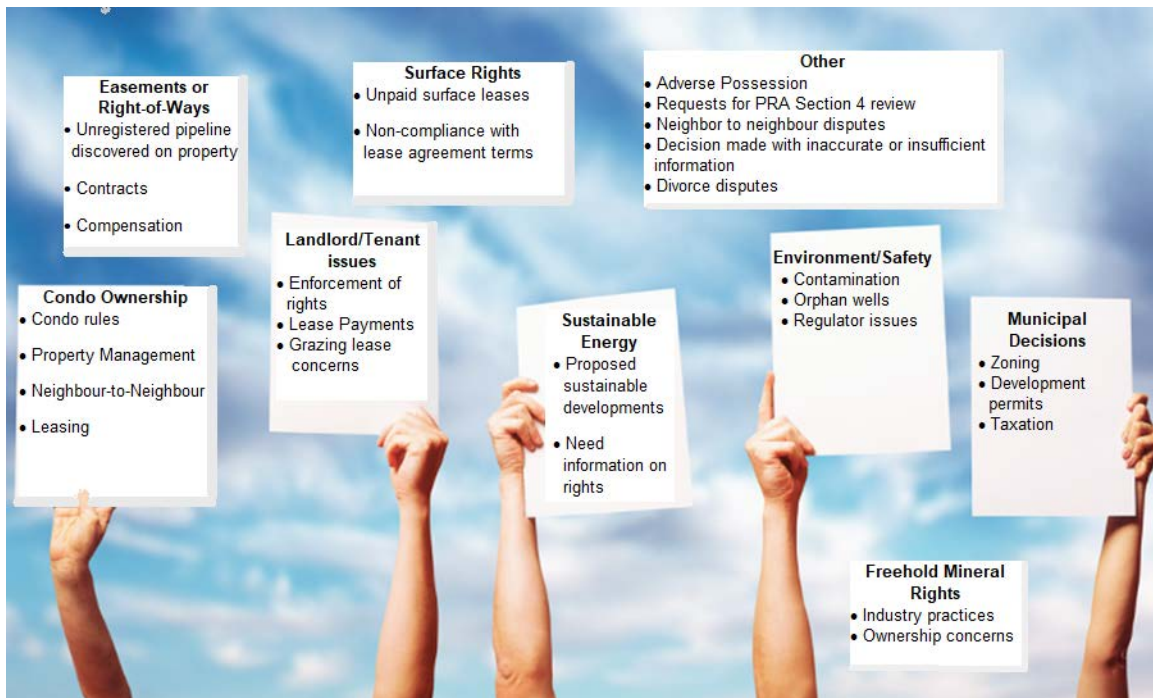 Easements or
Right-of-Ways
• Unregistered pipeline
discovered on property
• Contracts
• Compensation
Surface Rights
• Unpaid surface leases
• Non-compliance with
lease agreement terms
Other
• Adverse Possession
• Requests for PRA Section 4 review
• Neighbor to neighbour disputes
• Decision made with inaccurate or insufficient
information
• Divorce disputes
Condo Ownership
• Condo rules
• Property Management
• Neighbour-to-Neighbour
• Leasing
Landlord/Tenant
issues
• Enforcement of
rights
• Lease Payments
• Grazing lease
concerns
Sustainable
Energy
• Proposed
sustainable
developments
• Need
information on
rights
Environment/Safety
• Contamination
• Orphan wells
• Regulator issues
Municipal
Decisions
• Zoning
• Development
permits
• Taxation
Freehold Mineral
Rights
• Industry practices
• Ownership concerns